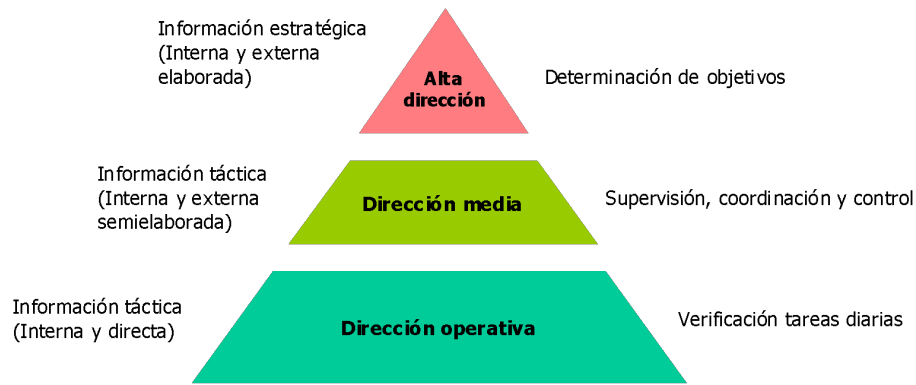 Información estratégica
(Interna y externa
elaborada)
Alta
dirección
Determinación de objetivos
Información táctica
(Interna y externa
semielaborada)
Dirección media
Supervisión, coordinación y control
Información táctica
(Interna y directa)
Dirección operativa
Verificación tareas diarias